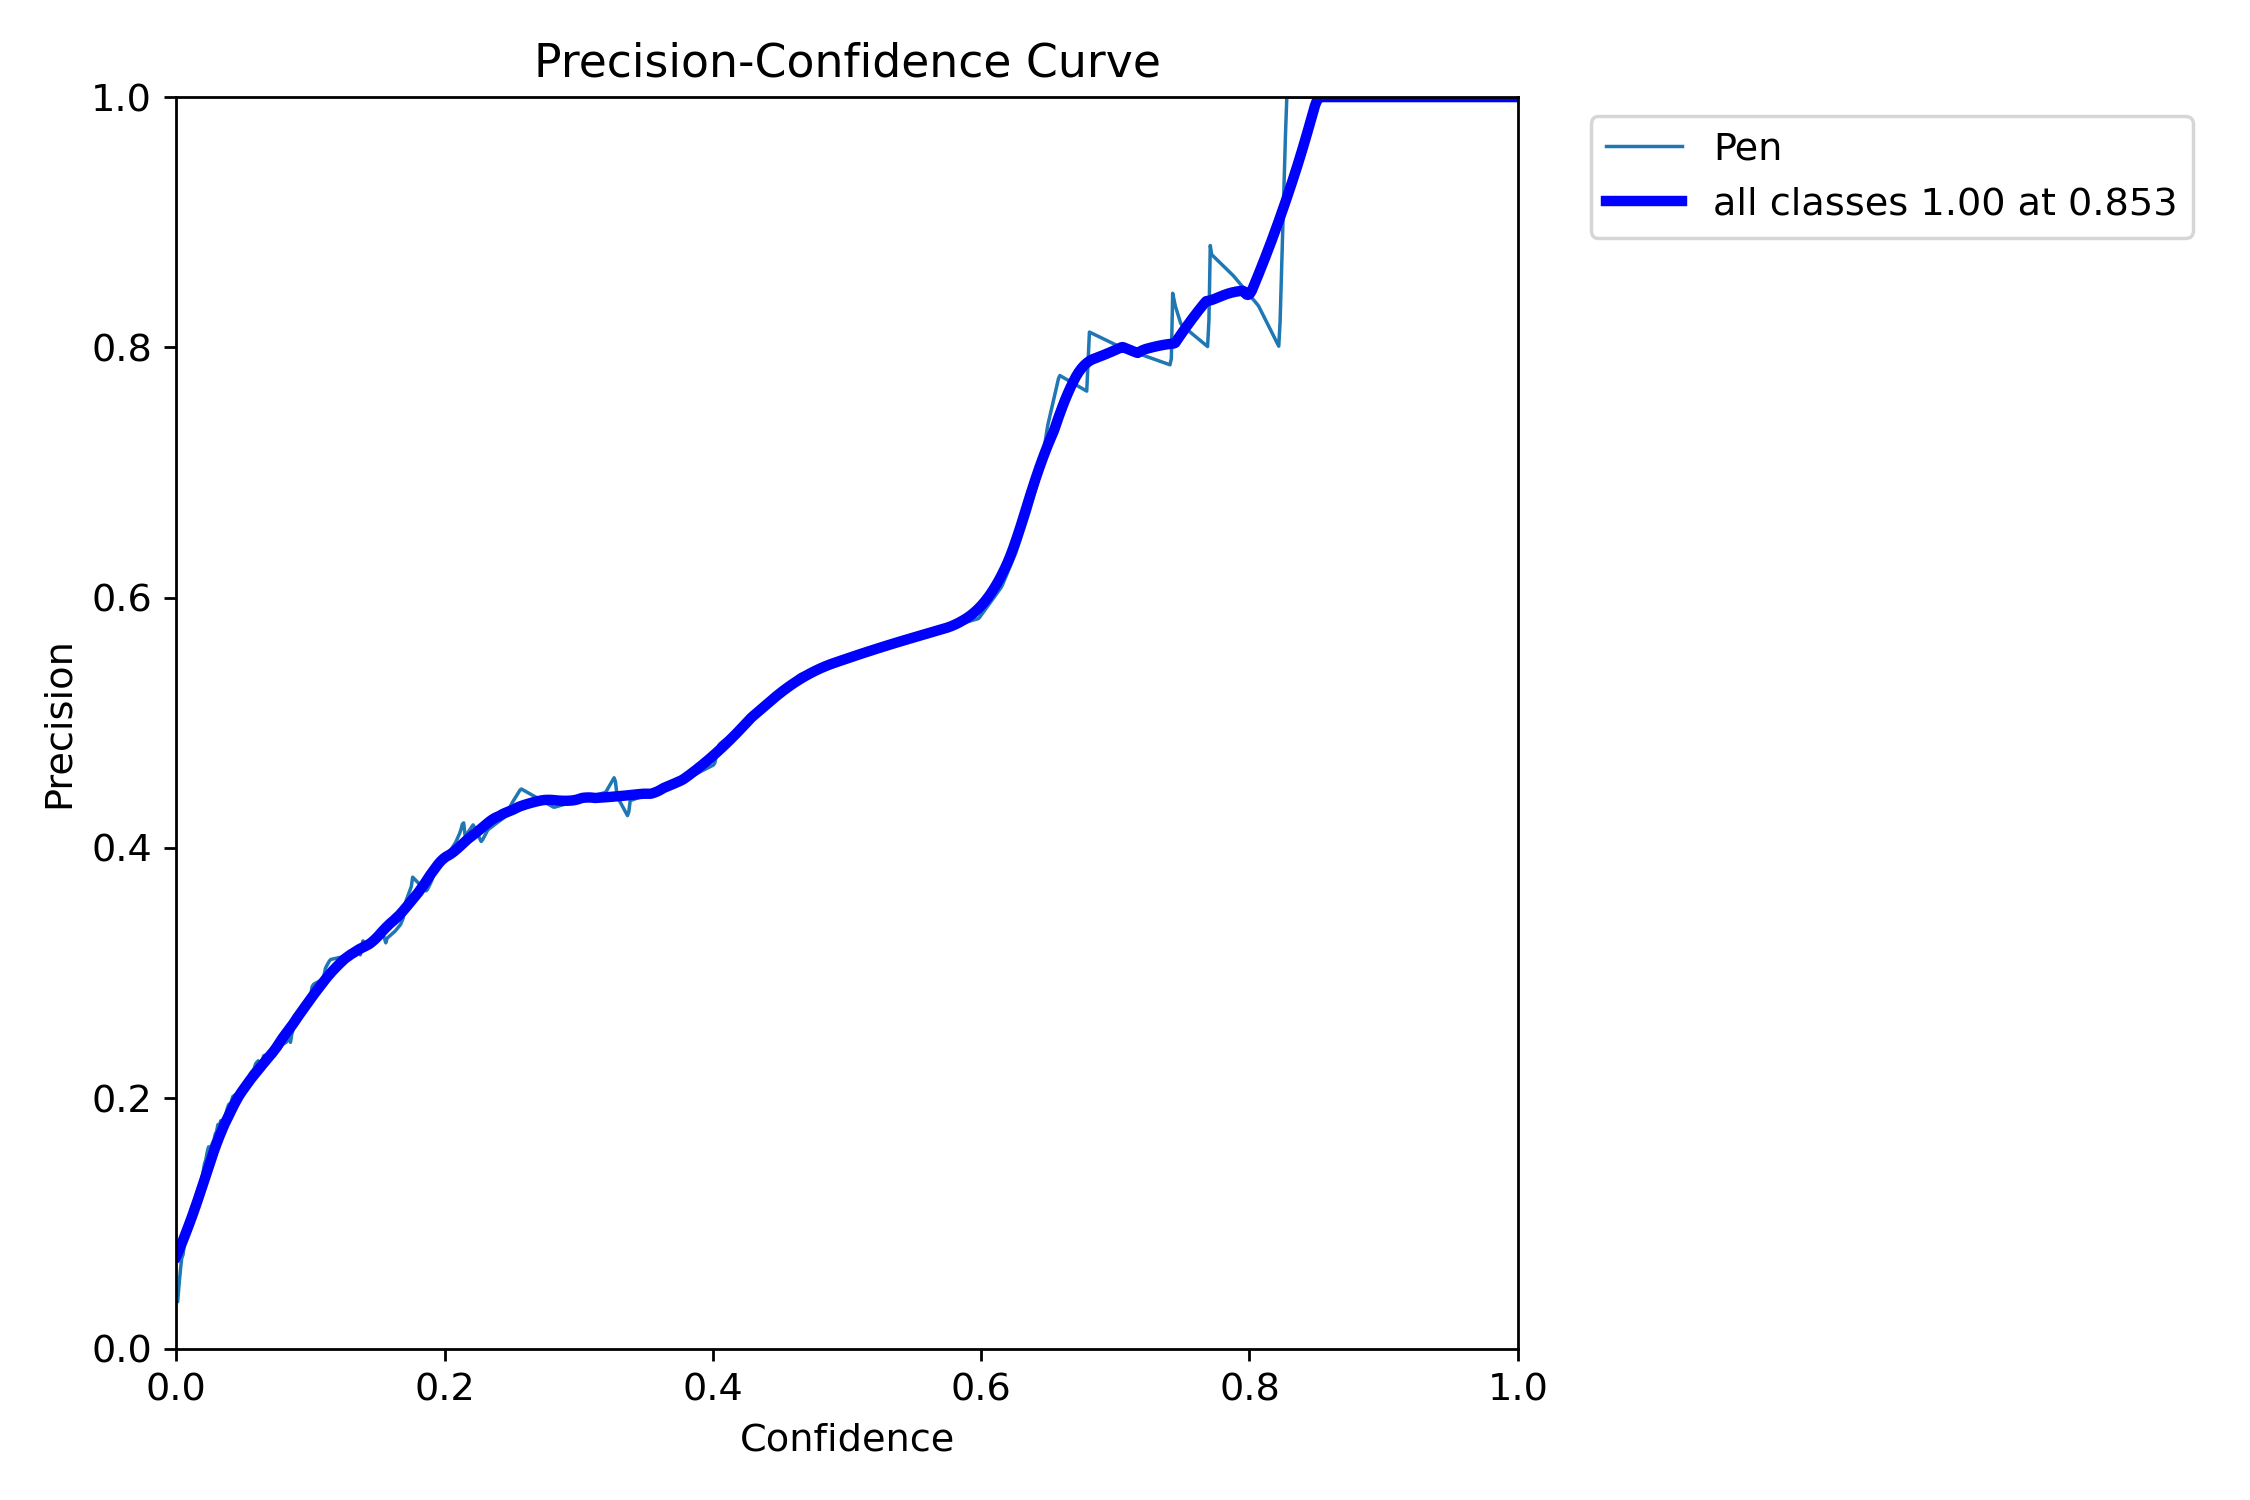 Precision-Confidence Curve
1.0
0.8
0.6
0.4
0.2
0.0
Precision
0.0 0.2 0.4 0.6 0.8 1.0
Confidence
Pen
all classes 1.00 at 0.853